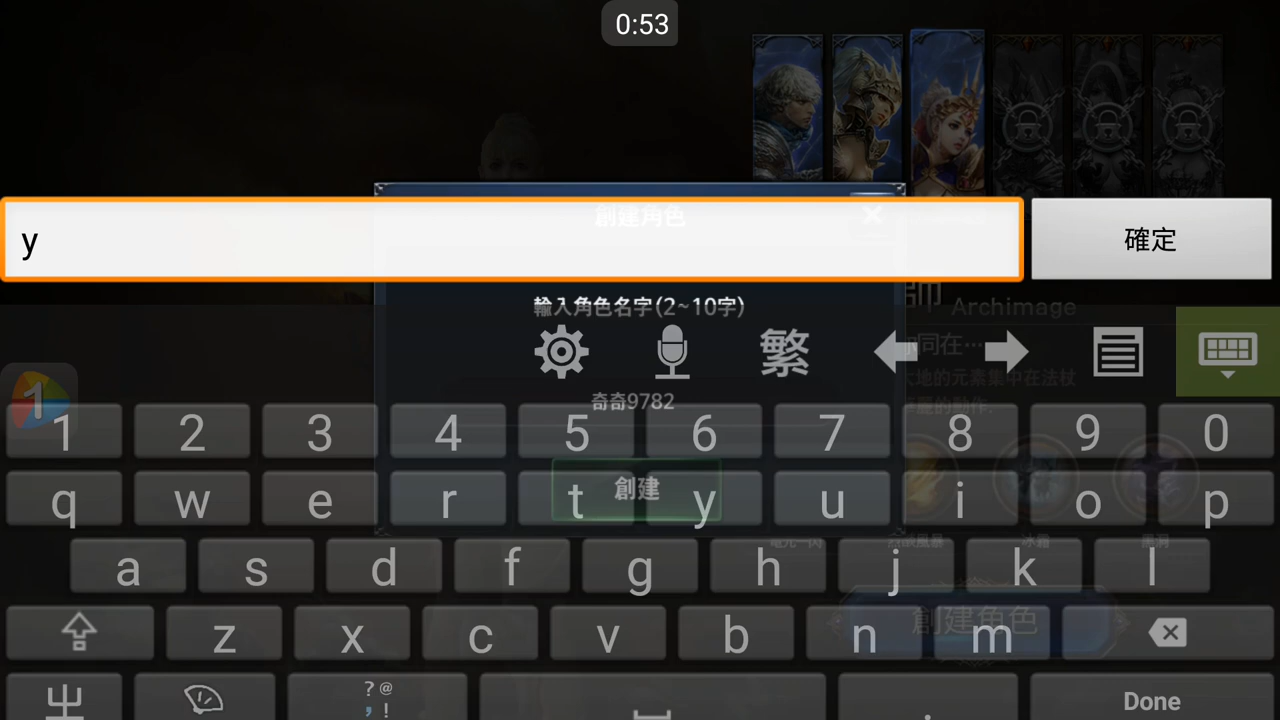 0:53
創建角色
y
確定
輸入角色名字(2~10字)
Archimage
繁
奇奇9782
1 2 3 4 5 6 7 8 9 0
創建
q w e r t y u i o p
冰霜
a s d f g h j k l
創建角色
z x c v b n m
? @
, !
Done